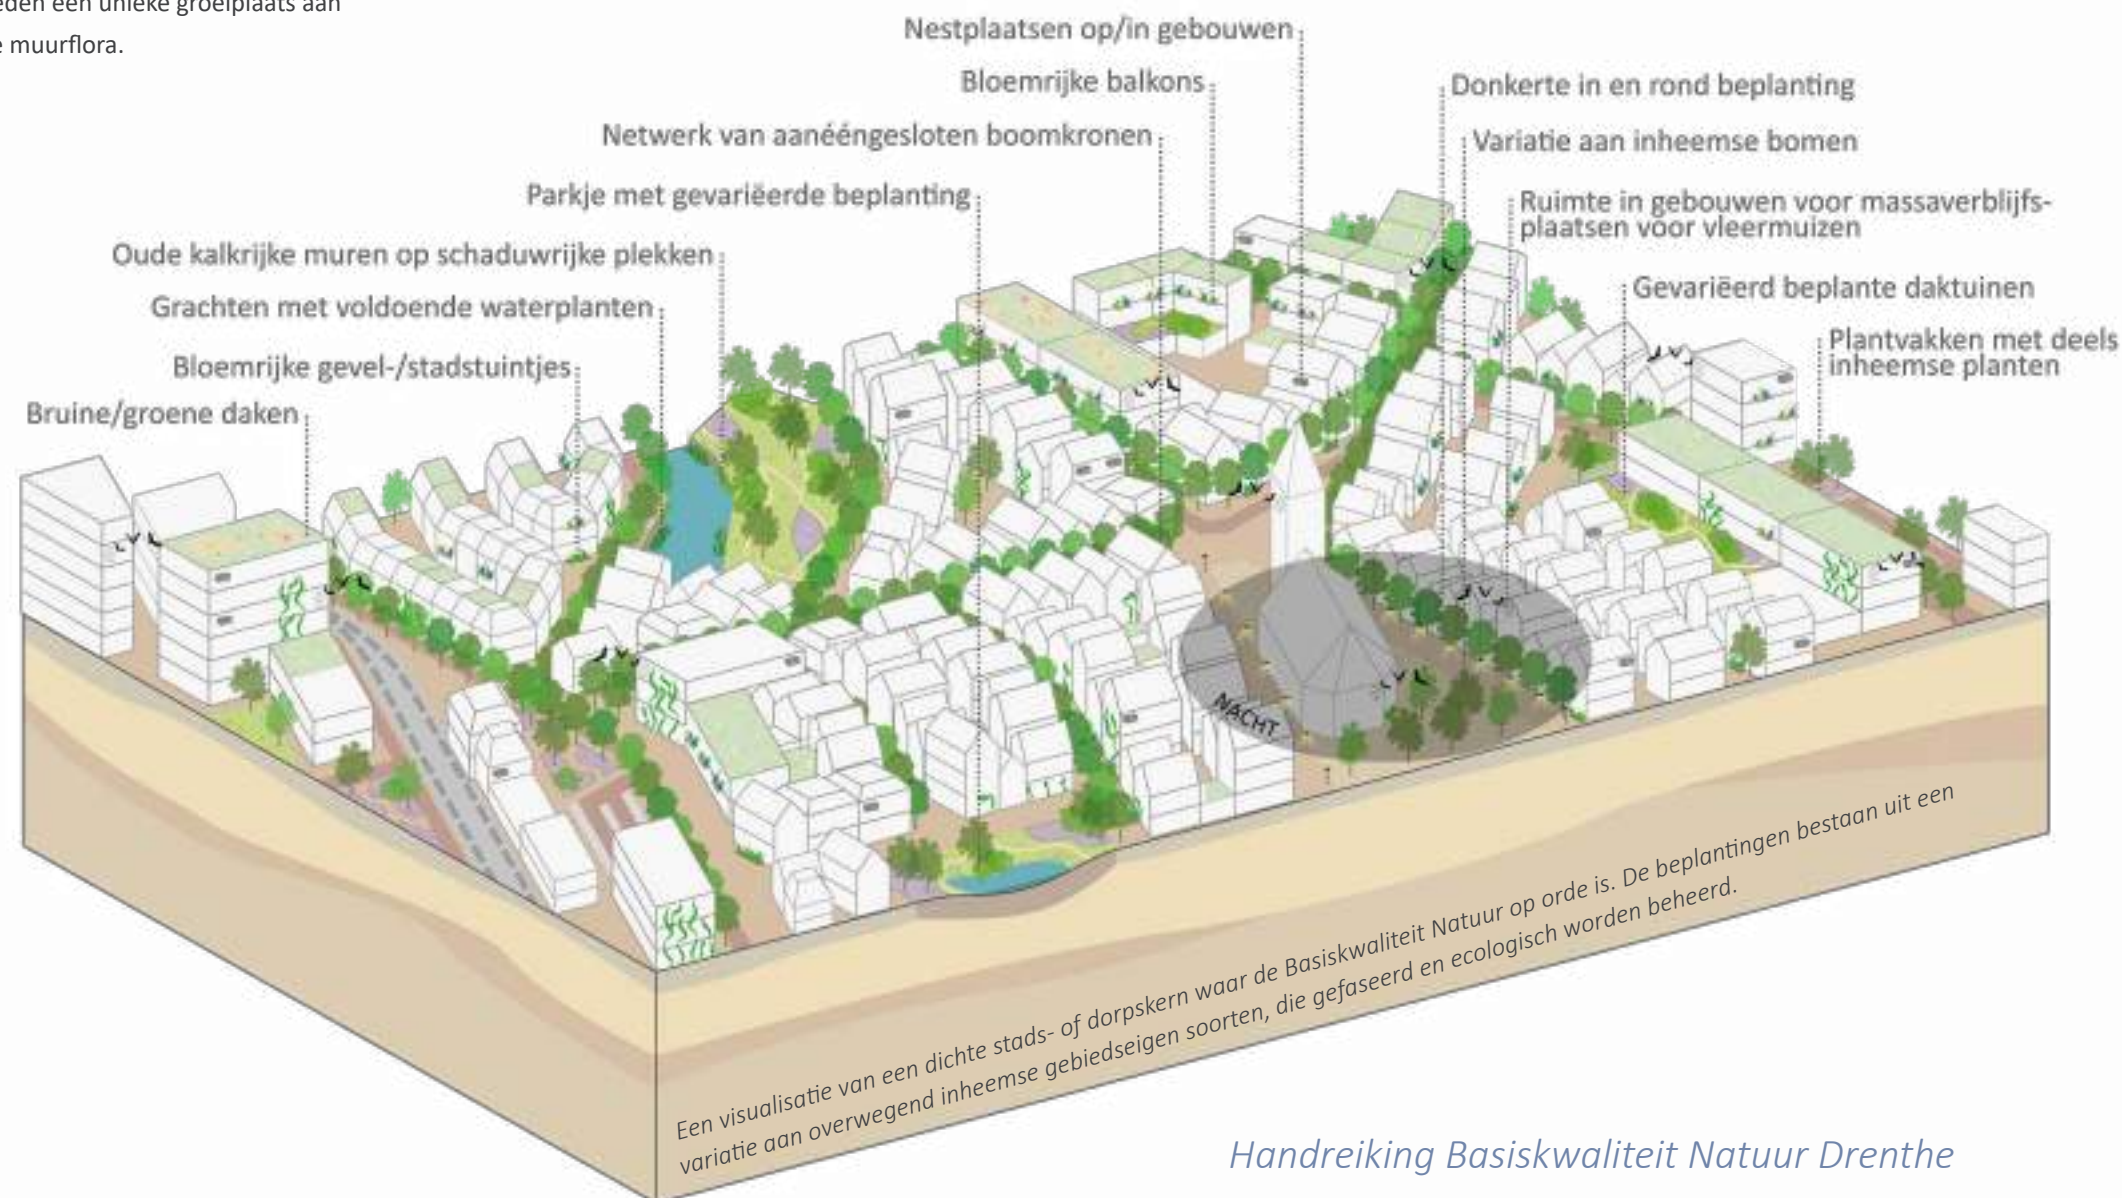 een unieke groeiplaats aan
muurflora.
Nestplaatsen op/in gebouwen
Bloemrijke balkons
Netwerk van aanééngesloten boomkronen
Parkje met gevariëerde beplanting
Oude kalkrijke muren op schaduwrijke plekken
Grachten met voldoende waterplanten
Bloemrijke gevel-/stadstuintjes
Bruine/groene daken
Donkerte in en rond beplanting
Variatie aan inheemse bomen
Ruimte in gebouwen voor massaverblijfs-
plaatsen voor vleermuizen
Gevariëerd beplante daktuinen
Plantvakken met deels
inheemse planten
NACHT
Een visualisatie van een dichte stads- of dorpskern waar de Basiskwaliteit Natuur op orde is. De beplantingen bestaan uit een
variatie aan overwegend inheemse gebiedseigen soorten, die gefaseerd en ecologisch worden beheerd.
Handreiking Basiskwaliteit Natuur Drenthe